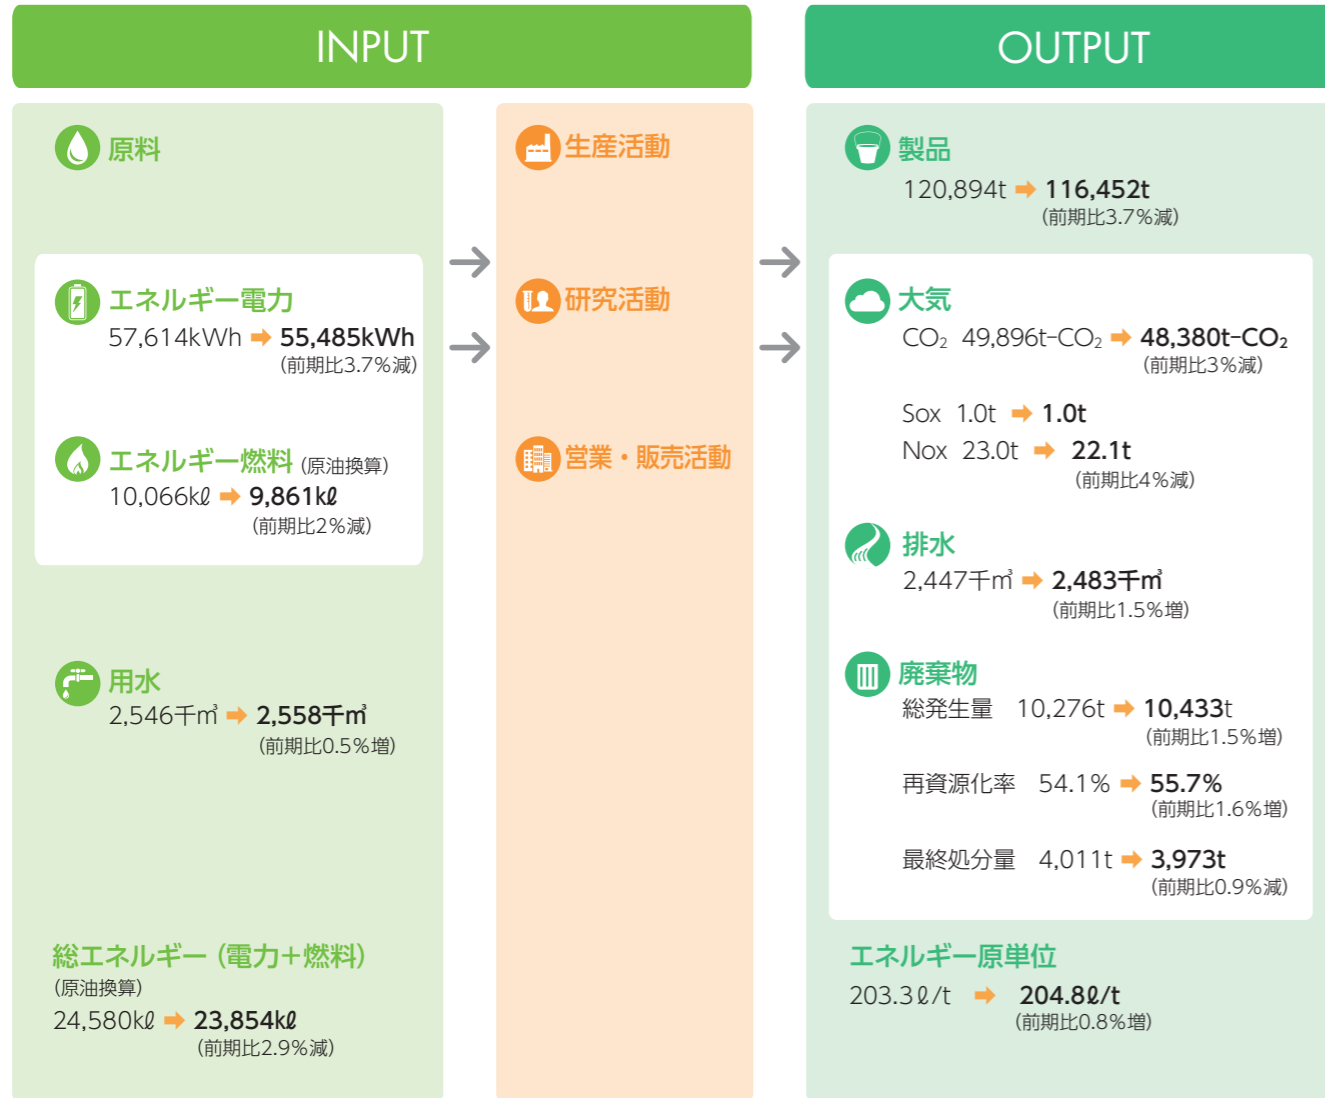 INPUT
原料
エネルギー電力
57,614kWh ➡ 55,485kWh
(前期比3.7%減)
エネルギー燃料 (原油換算)
10,066kℓ ➡ 9,861kℓ
(前期比2%減)
用水
2,546千㎥ ➡ 2,558千㎥
(前期比0.5%増)
総エネルギー (電力＋燃料)
(原油換算)
24,580kℓ ➡ 23,854kℓ
(前期比2.9%減)
生産活動
研究活動
営業・販売活動
OUTPUT
製品
120,894t ➡ 116,452t
(前期比3.7%減)
大気
CO₂ 49,896t-CO₂ ➡ 48,380t-CO₂
(前期比3%減)
Sox 1.0t ➡ 1.0t
Nox 23.0t ➡ 22.1t
(前期比4%減)
排水
2,447千㎥ ➡ 2,483千㎥
(前期比1.5%増)
廃棄物
総発生量 10,276t ➡ 10,433t
(前期比1.5%増)
再資源化率 54.1% ➡ 55.7%
(前期比1.6%増)
最終処分量 4,011t ➡ 3,973t
(前期比0.9%減)
エネルギー原単位
203.3ℓ/t ➡ 204.8ℓ/t
(前期比0.8%増)